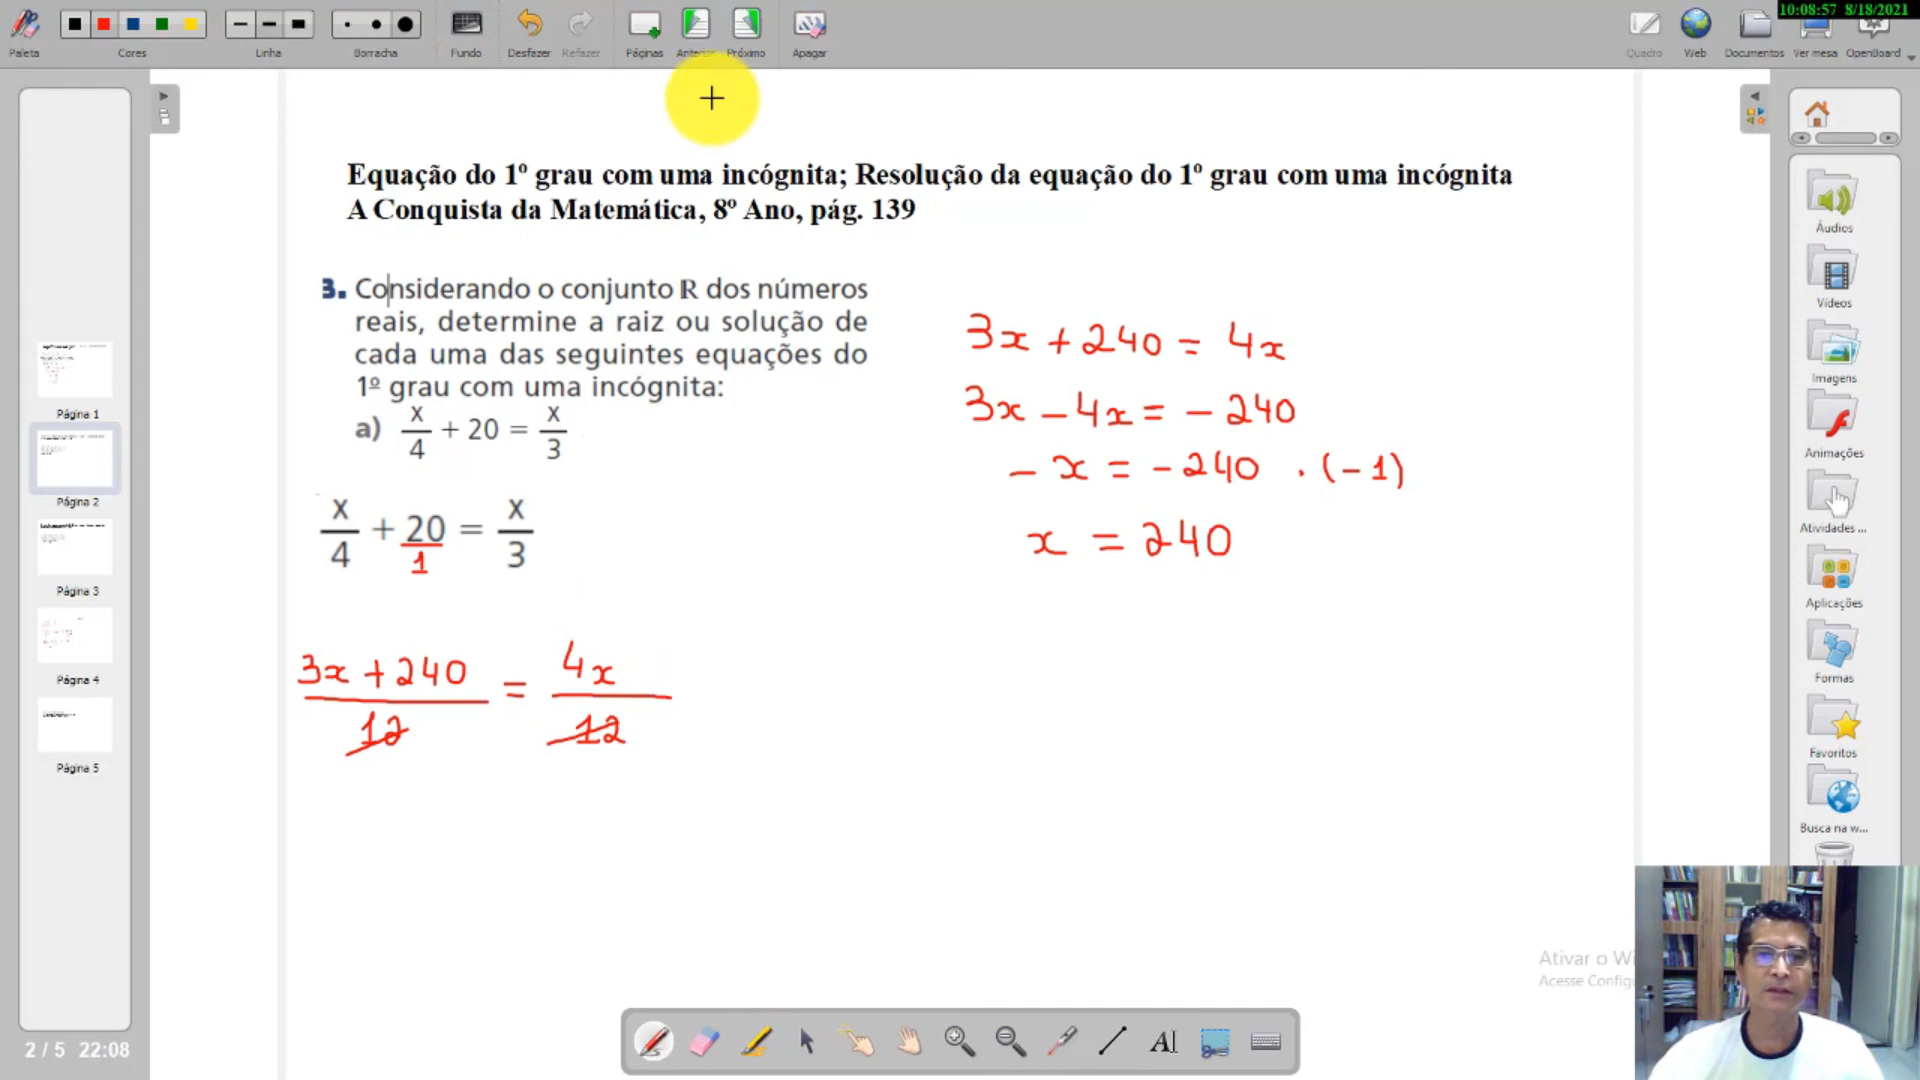 10:08:57 8/18/2021
Paleta
Cores
Linha
Borracha
Fundo
Desfazer
Refazer
Páginas
Anterior
Próximo
Apagar
Quadro
Web
Documentos
Ver mesa
OpenBoard
Equação do 1º grau com uma incógnita; Resolução da equação do 1º grau com uma incógnita
A Conquista da Matemática, 8º Ano, pág. 139
3. Considerando o conjunto R dos números
reais, determine a raiz ou solução de
cada uma das seguintes equações do
1º grau com uma incógnita:
a) x/4 + 20 = x/3
x/4 + 20/1 = x/3
3x + 240/12 = 4x/12
3x + 240 = 4x
3x - 4x = - 240
- x = - 240 . (- 1)
x = 240
Página 1
Página 2
Página 3
Página 4
Página 5
2 / 5 22:08
Áudios
Vídeos
Imagens
Animações
Atividades ...
Aplicações
Formas
Favoritos
Busca na w...
Ativar o Wi
Acesse Config